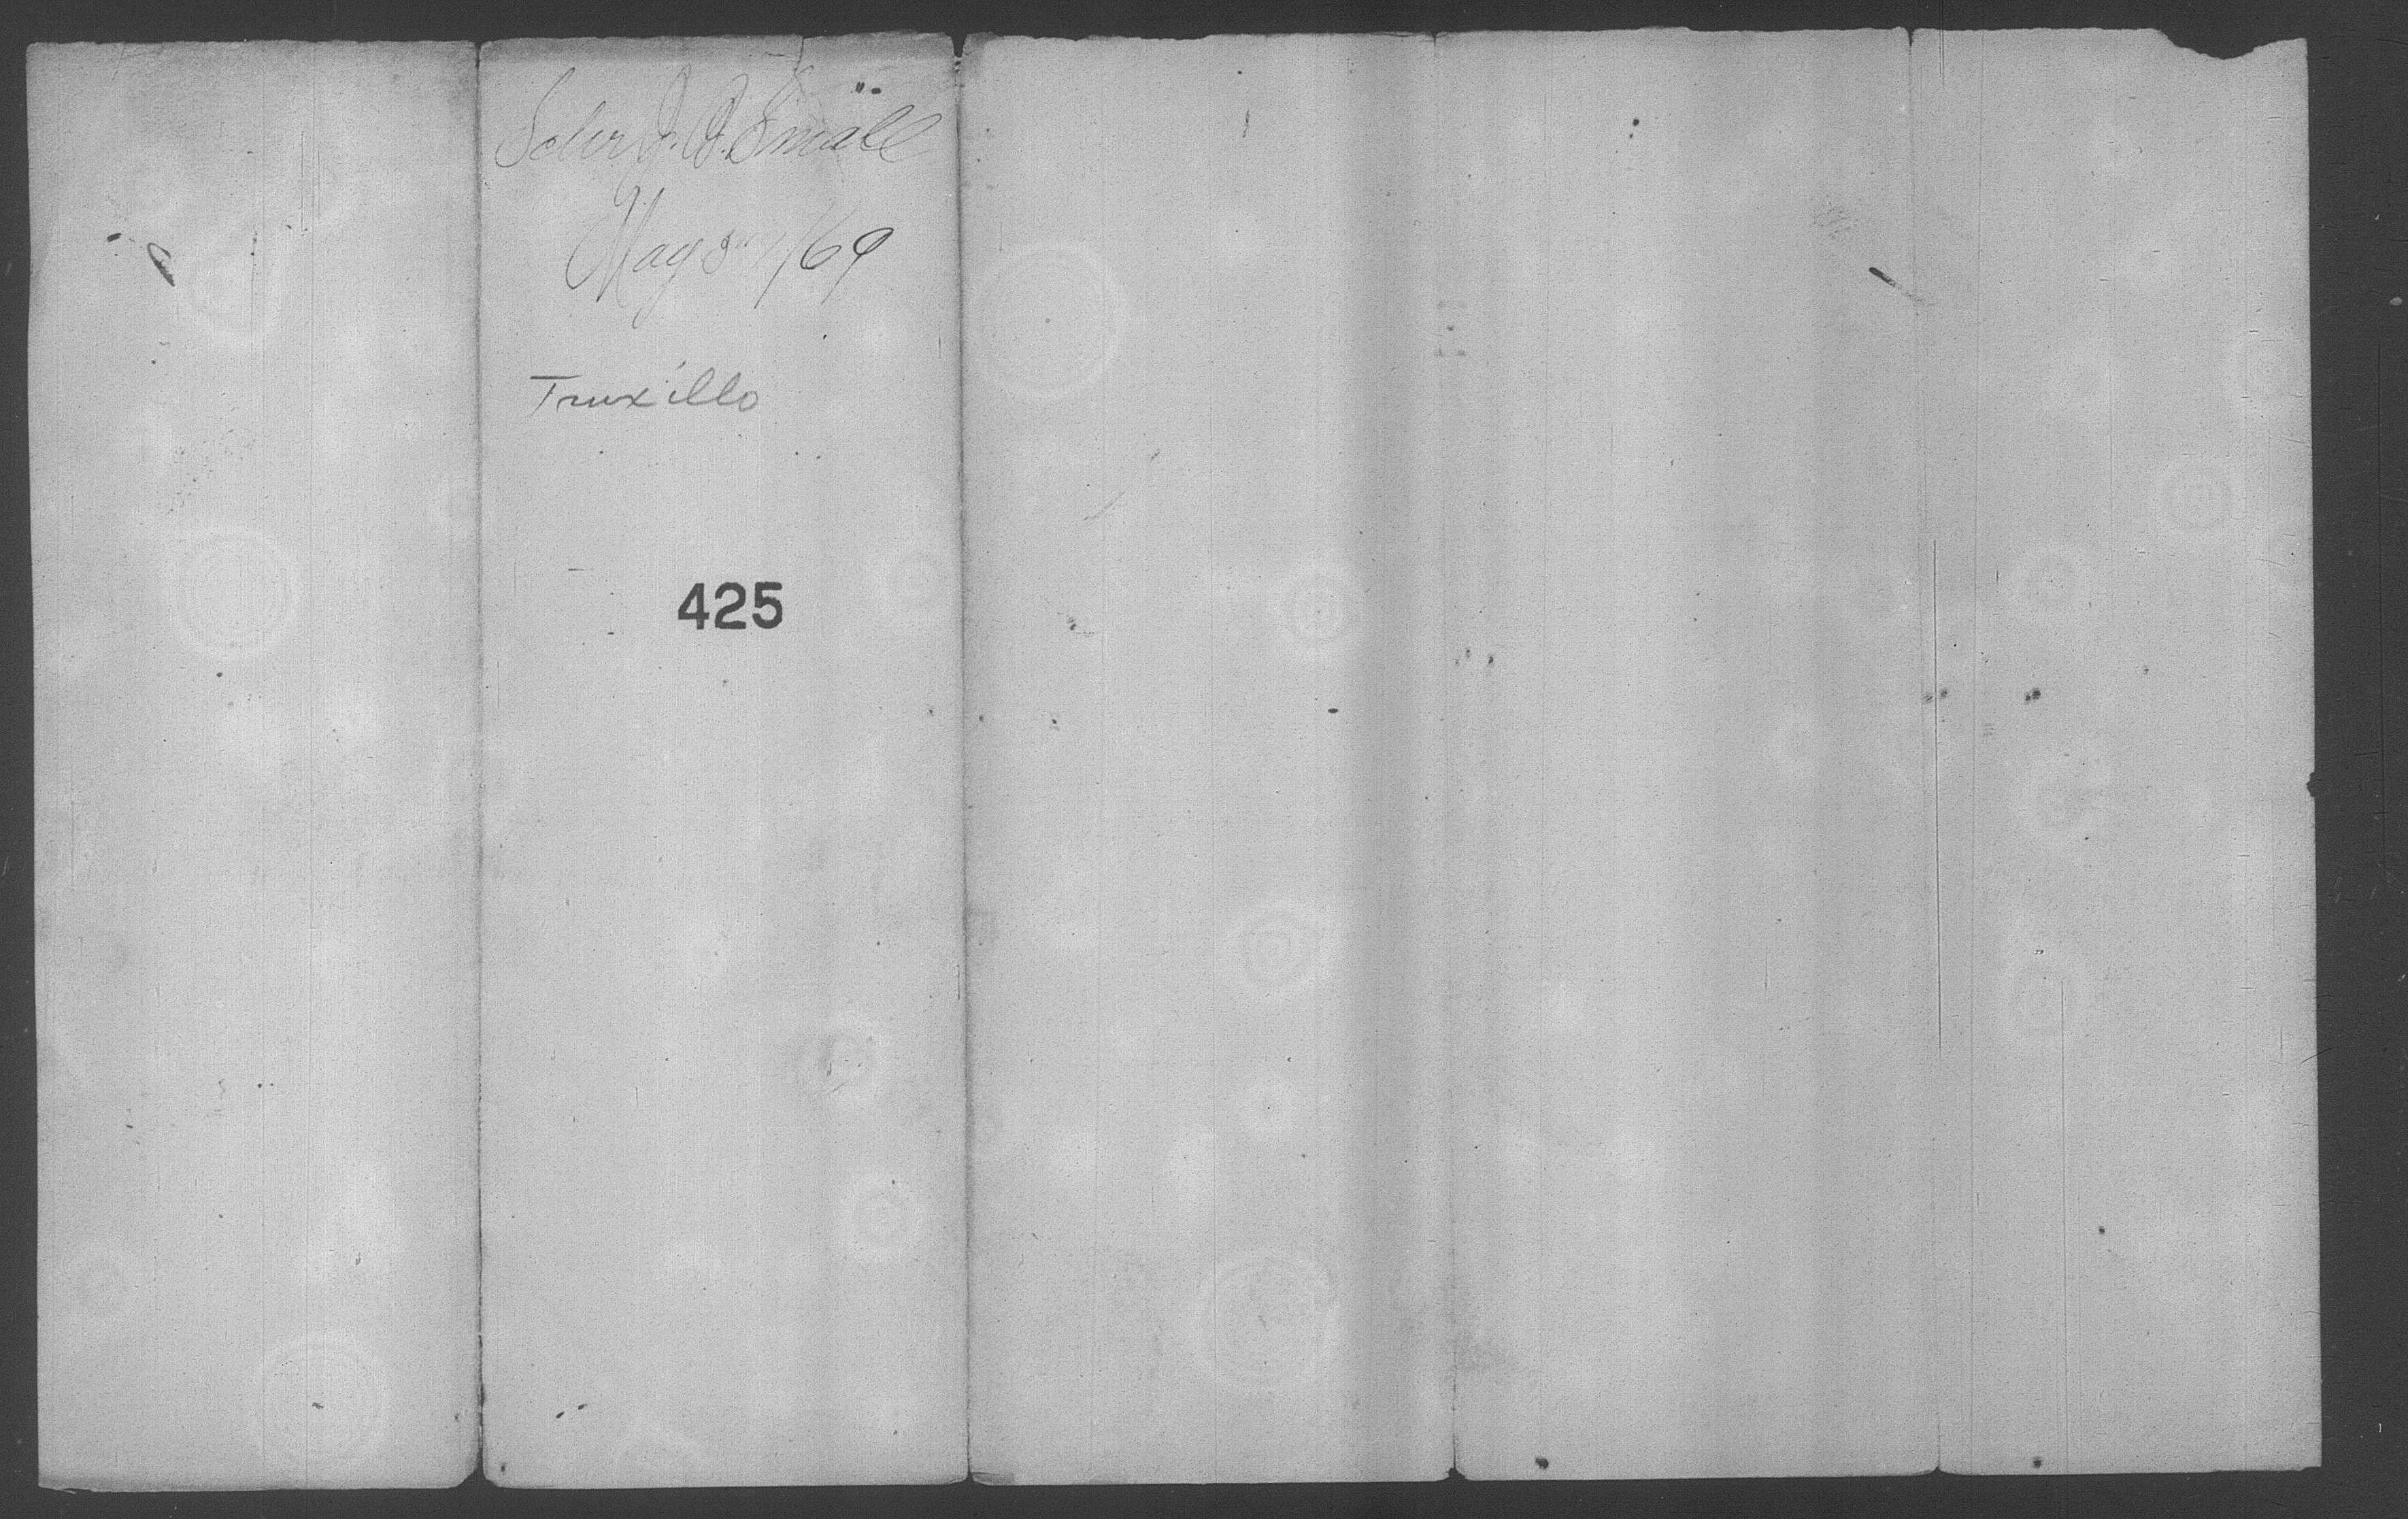 Schr J. P. Small
May 8th /69
Truxillo
425